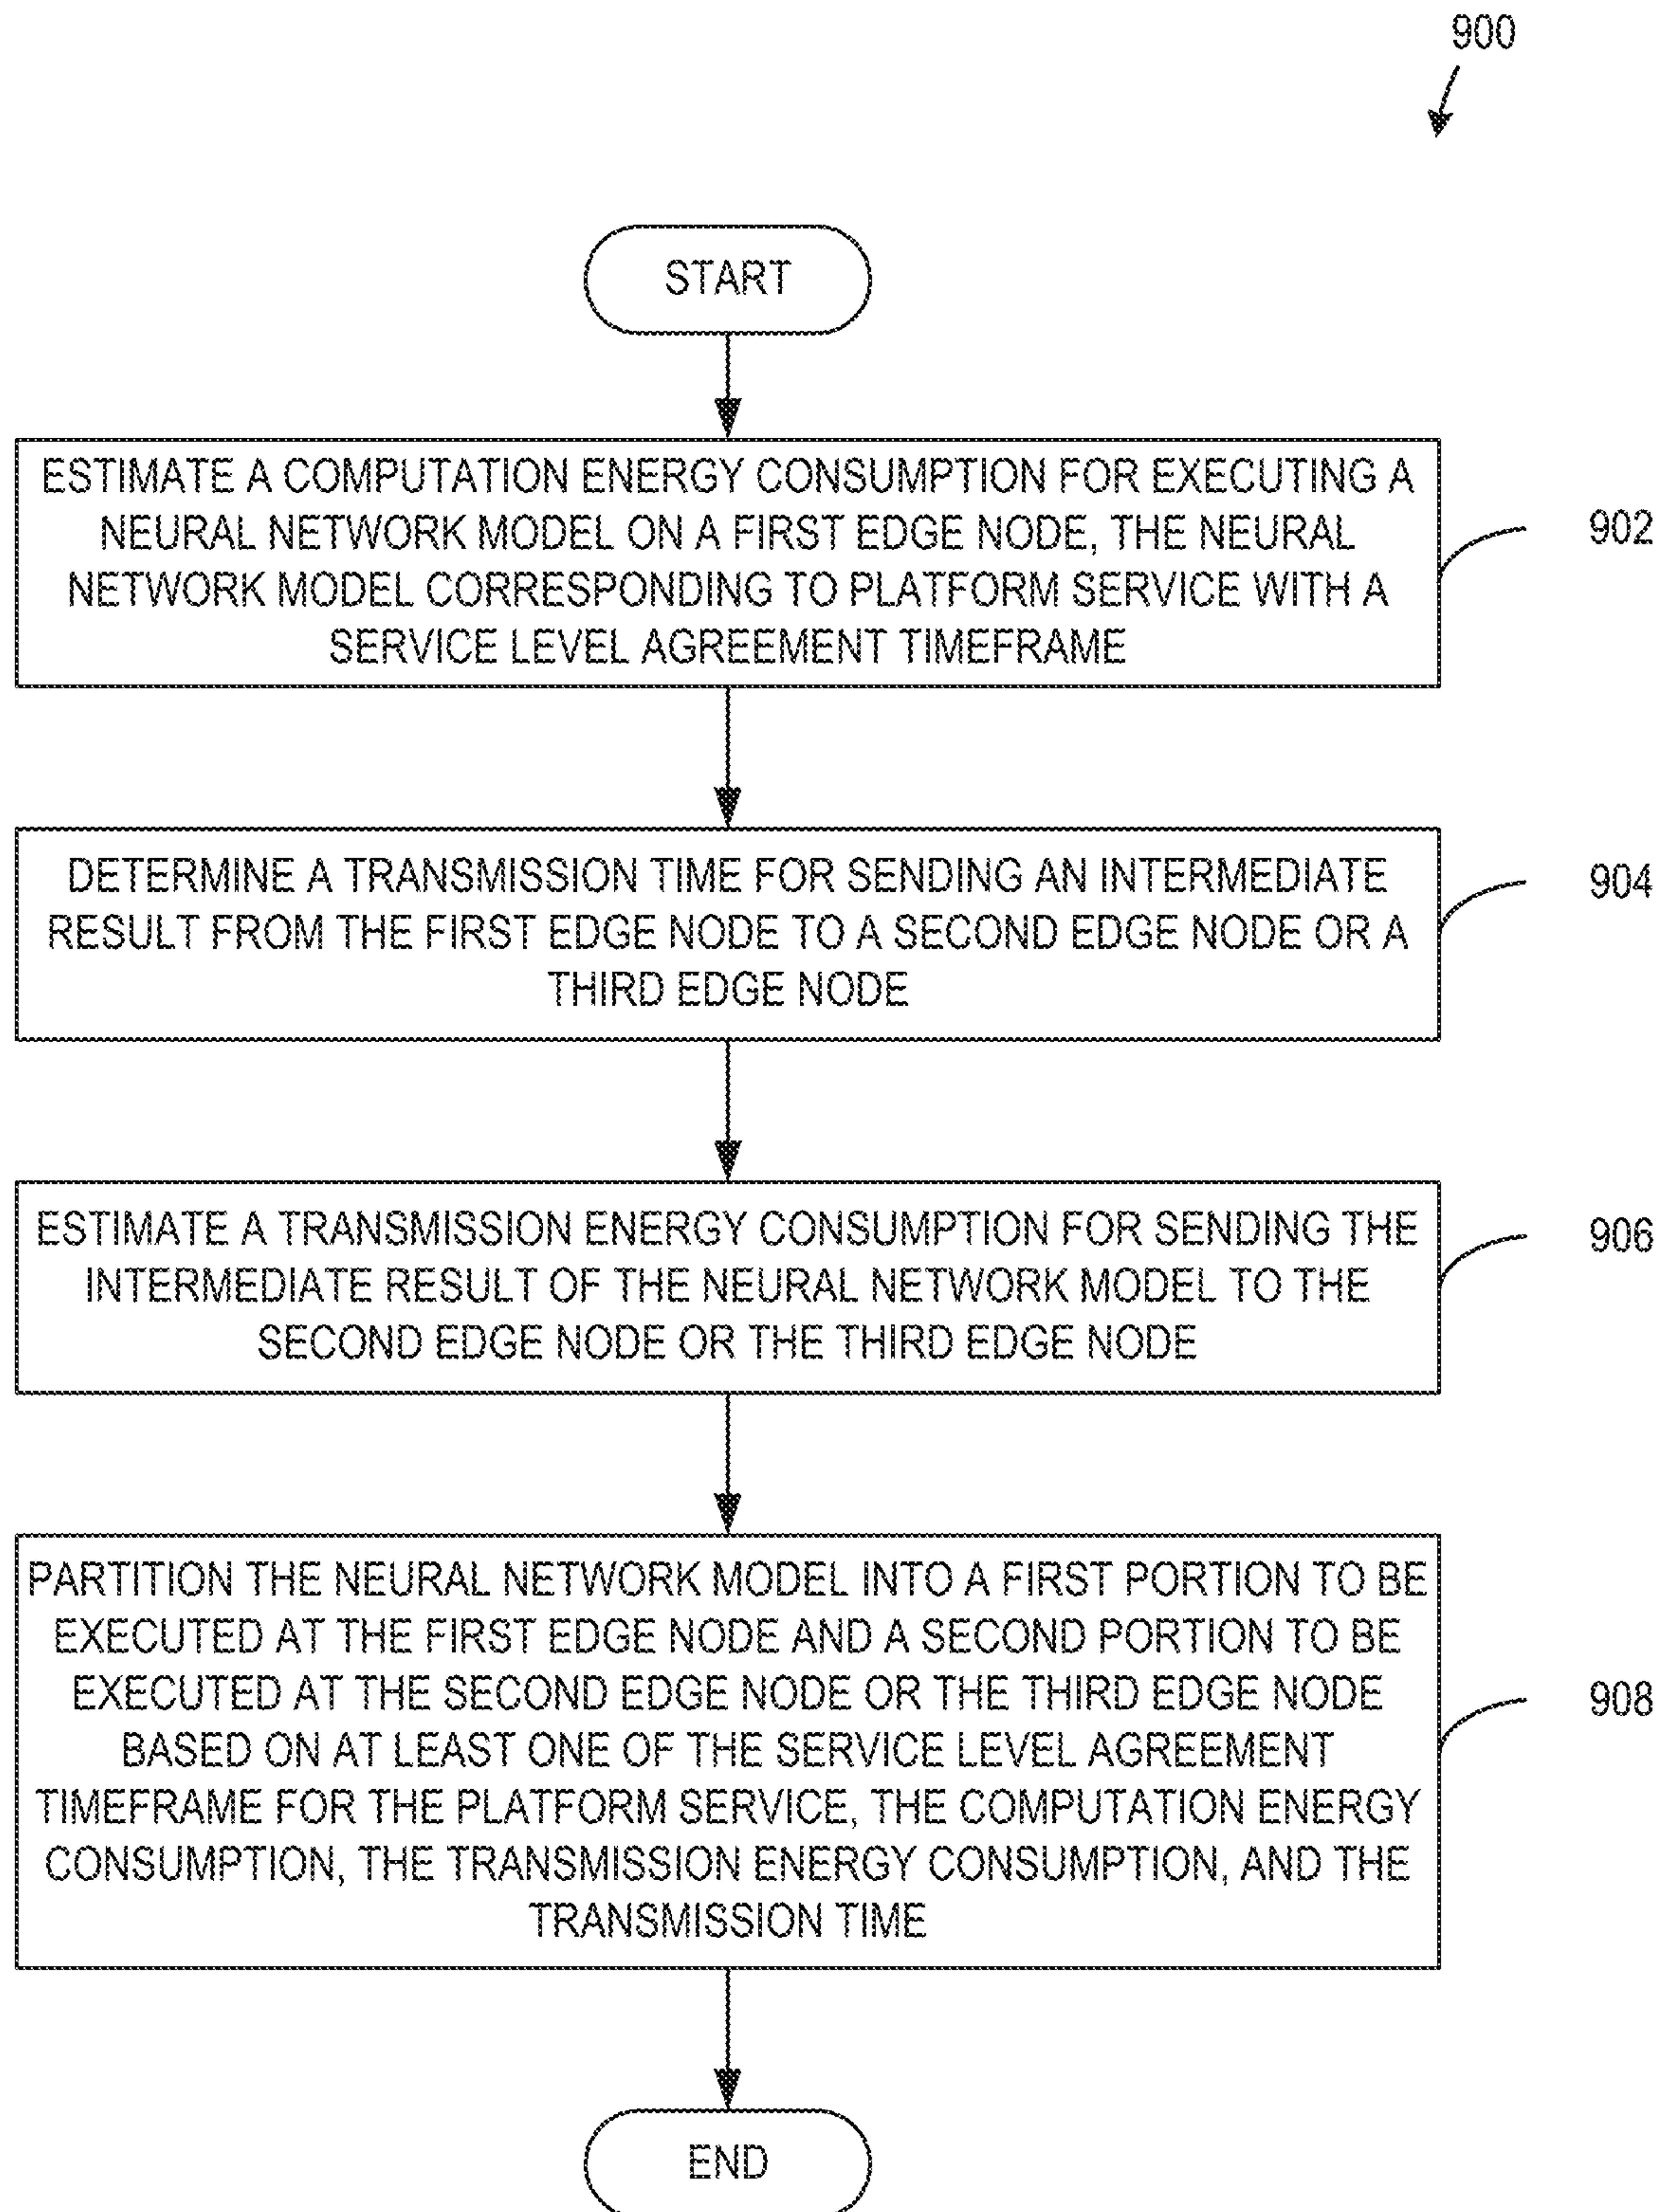 900
START
ESTIMATE A COMPUTATION ENERGY CONSUMPTION FOR EXECUTING A
NEURAL NETWORK MODEL ON A FIRST EDGE NODE, THE NEURAL
NETWORK MODEL CORRESPONDING TO PLATFORM SERVICE WITH A
SERVICE LEVEL AGREEMENT TIMEFRAME
902
DETERMINE A TRANSMISSION TIME FOR SENDING AN INTERMEDIATE
RESULT FROM THE FIRST EDGE NODE TO A SECOND EDGE NODE OR A
THIRD EDGE NODE
904
ESTIMATE A TRANSMISSION ENERGY CONSUMPTION FOR SENDING THE
INTERMEDIATE RESULT OF THE NEURAL NETWORK MODEL TO THE
SECOND EDGE NODE OR THE THIRD EDGE NODE
906
PARTITION THE NEURAL NETWORK MODEL INTO A FIRST PORTION TO BE
EXECUTED AT THE FIRST EDGE NODE AND A SECOND PORTION TO BE
EXECUTED AT THE SECOND EDGE NODE OR THE THIRD EDGE NODE
BASED ON AT LEAST ONE OF THE SERVICE LEVEL AGREEMENT
TIMEFRAME FOR THE PLATFORM SERVICE, THE COMPUTATION ENERGY
CONSUMPTION, THE TRANSMISSION ENERGY CONSUMPTION, AND THE
TRANSMISSION TIME
908
END